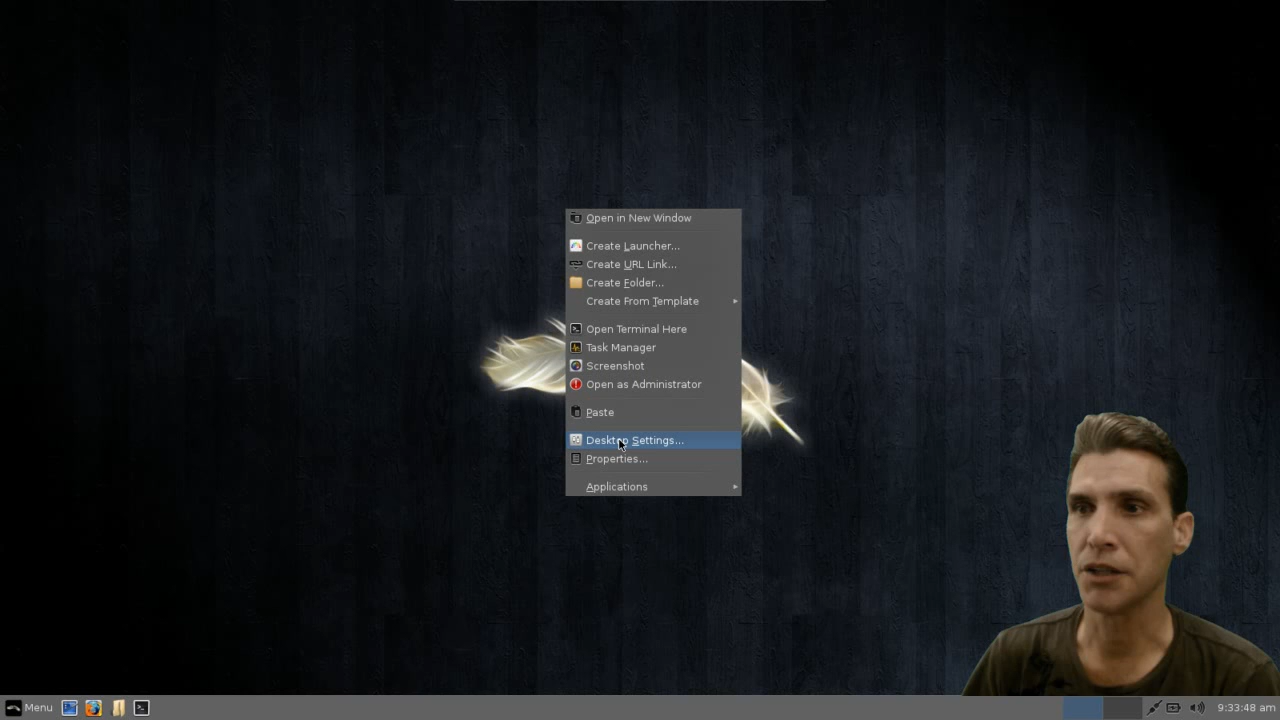 Open in New Window
Create Launcher...
Create URL Link...
Create Folder...
Create From Template
Open Terminal Here
Task Manager
Screenshot
Open as Administrator
Paste
Desktop Settings...
Properties...
Applications
Menu
9:33:48 am